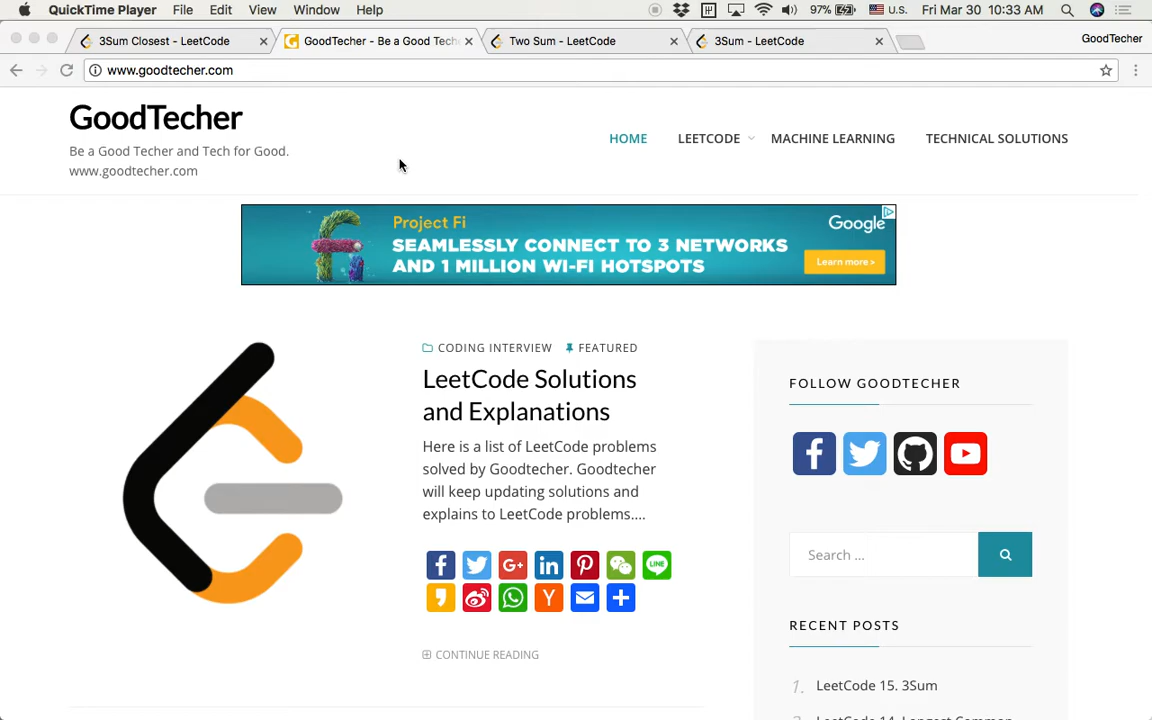 QuickTime Player File Edit View Window Help 97% U.S. Fri Mar 30 10:33 AM
3Sum Closest - LeetCode GoodTecher - Be a Good Tech Two Sum - LeetCode 3Sum - LeetCode GoodTecher
www.goodtecher.com
GoodTecher
Be a Good Techer and Tech for Good.
www.goodtecher.com
HOME LEETCODE MACHINE LEARNING TECHNICAL SOLUTIONS
Project Fi
SEAMLESSLY CONNECT TO 3 NETWORKS
AND 1 MILLION WI-FI HOTSPOTS
Google
Learn more >
CODING INTERVIEW FEATURED
LeetCode Solutions
and Explanations
Here is a list of LeetCode problems
solved by Goodtecher. Goodtecher
will keep updating solutions and
explains to LeetCode problems....
CONTINUE READING
FOLLOW GOODTECHER
Search ...
RECENT POSTS
1. LeetCode 15. 3Sum
LeetCode 14. Longest Common